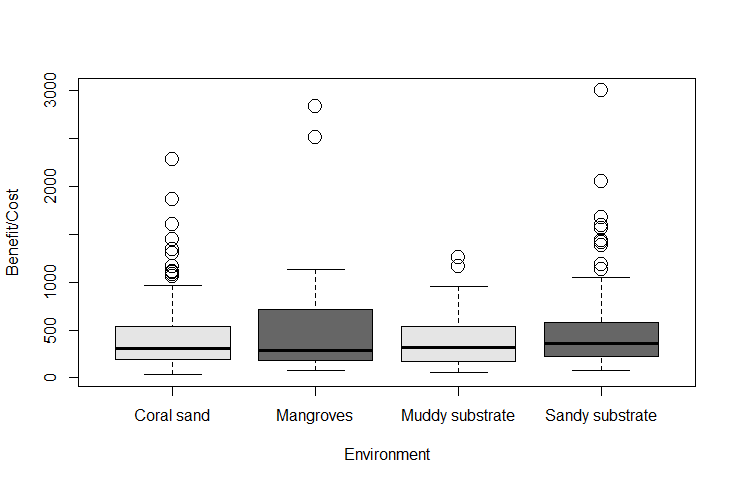 3000
2000
1000
500
0
Benefit/Cost
Coral sand
Mangroves
Muddy substrate
Sandy substrate
Environment